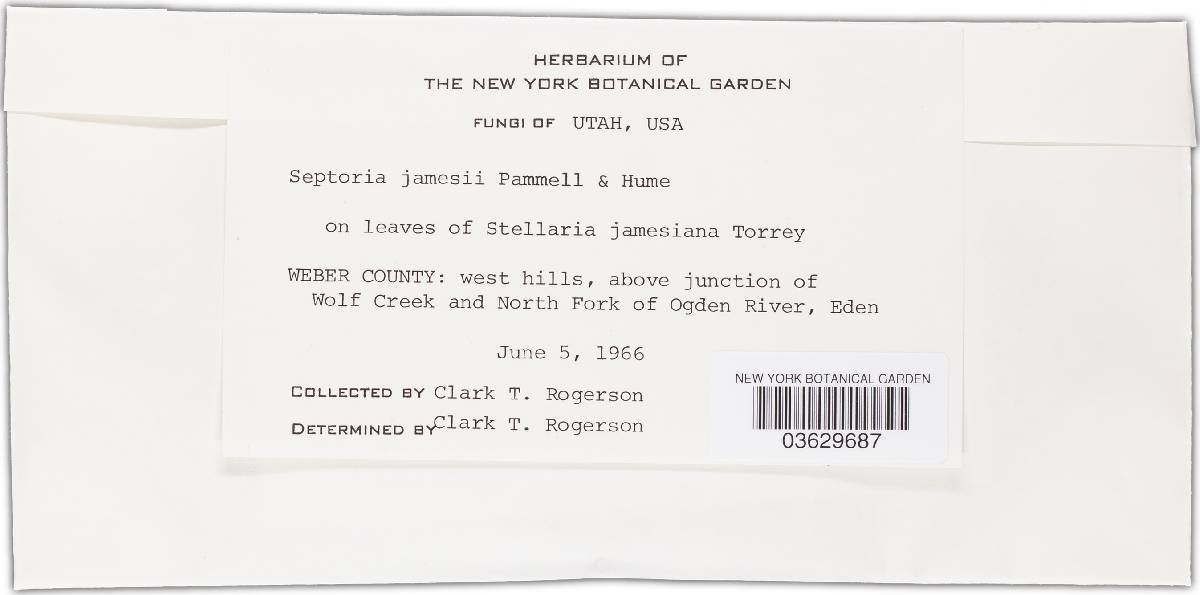 HERBARIUM OF
THE NEW YORK BOTANICAL GARDEN
FUNGI OF UTAH, USA
Septoria jamesii Pammell & Hume
on leaves of Stellaria jamesiana Torrey
WEBER COUNTY: west hills, above junction of
Wolf Creek and North Fork of Ogden River, Eden
June 5, 1966
COLLECTED BY Clark T. Rogerson
DETERMINED BY Clark T. Rogerson
NEW YORK BOTANICAL GARDEN
03629687